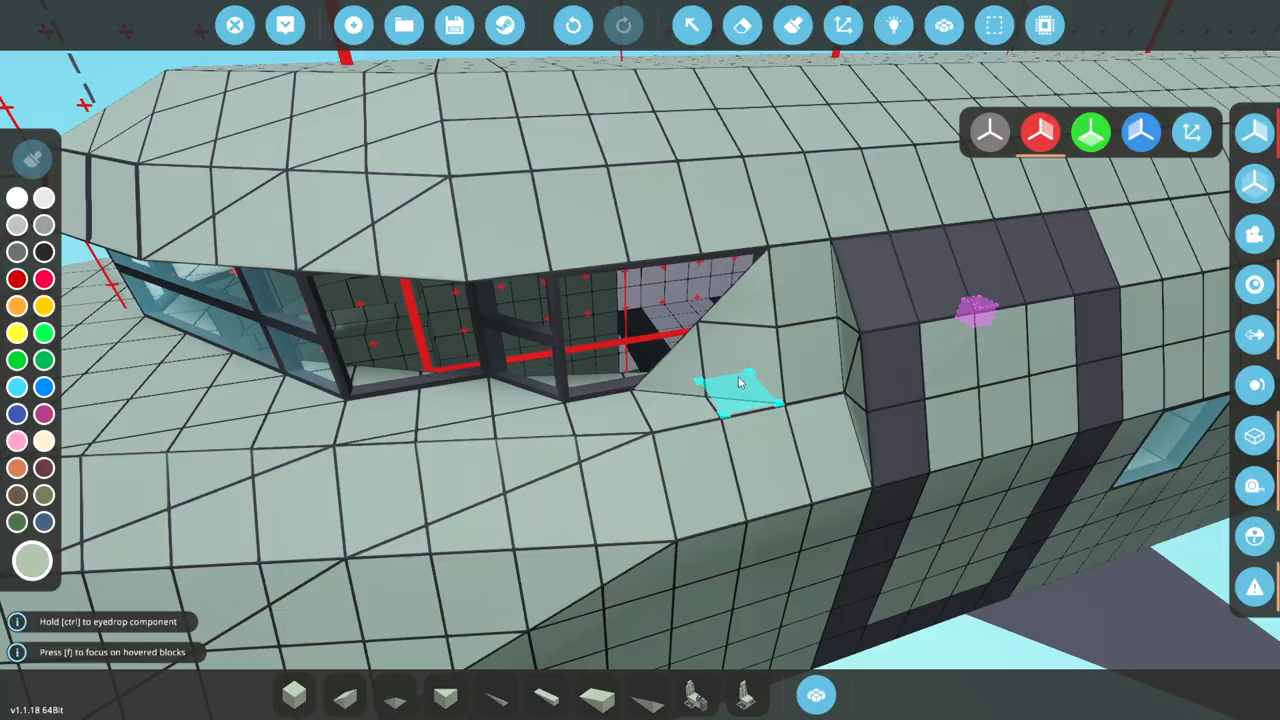 Hold [ctrl] to eyedrop component
Press [f] to focus on hovered blocks
v1.1.18 64Bit